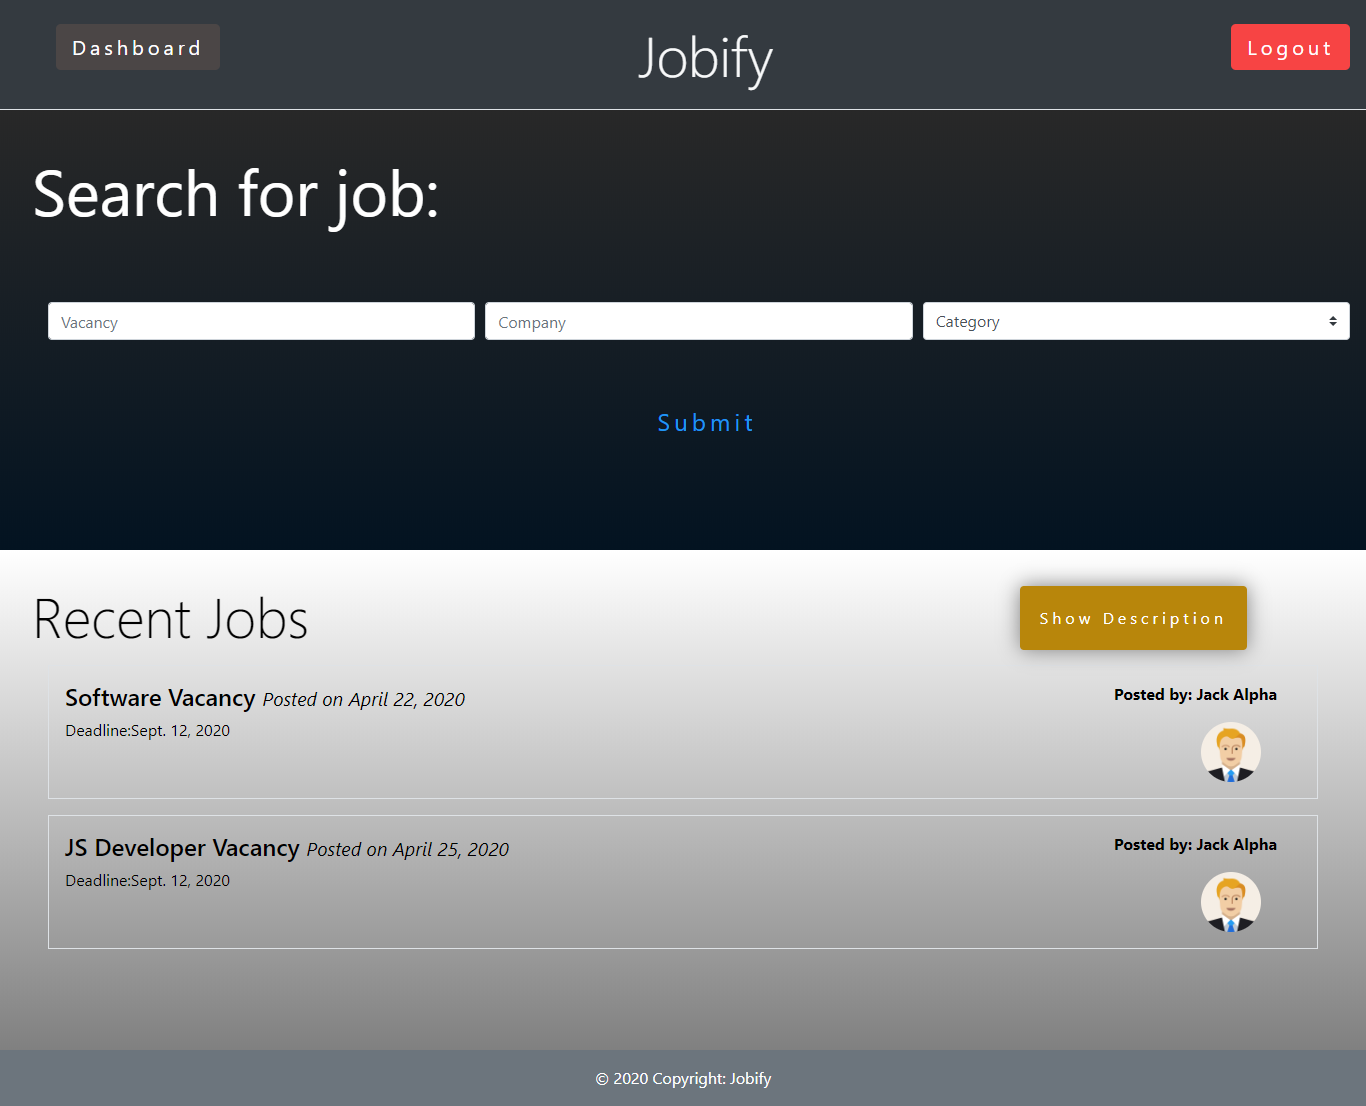 Dashboard
Jobify
Logout
Search for job:
Vacancy
Company
Category
Submit
Recent Jobs
Show Description
Software Vacancy Posted on April 22, 2020
Posted by: Jack Alpha
Deadline:Sept. 12, 2020
JS Developer Vacancy Posted on April 25, 2020
Posted by: Jack Alpha
Deadline:Sept. 12, 2020
© 2020 Copyright: Jobify